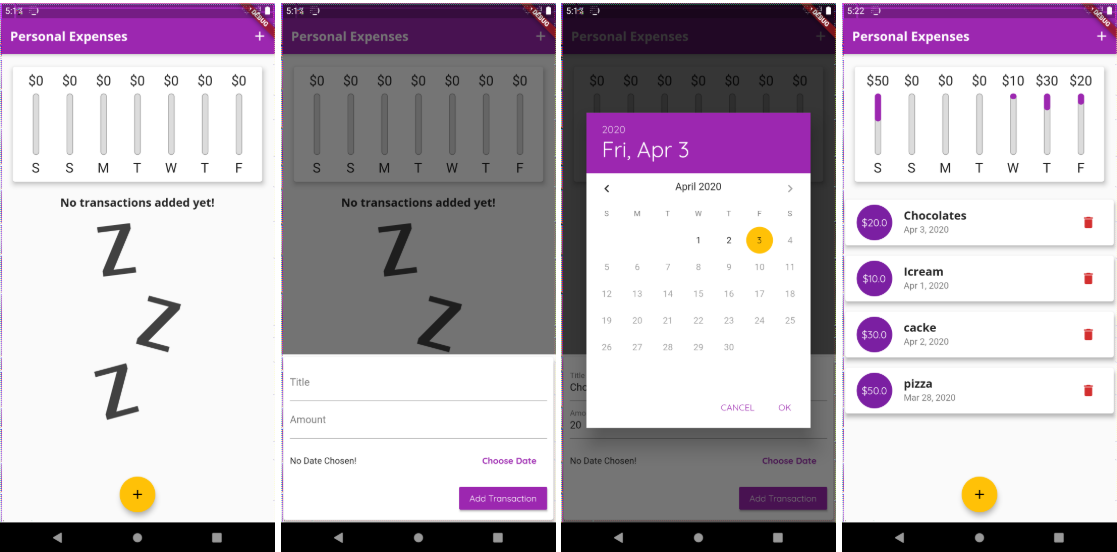 5:1
DEBUG
Personal Expenses +
$0 $0 $0 $0 $0 $0 $0
S S M T W T F
No transactions added yet!
Z
Z
Z
+
5:1
DEBUG
Personal Expenses +
$0 $0 $0 $0 $0 $0 $0
S S M T W T F
No transactions added yet!
Z
Z
Title
Amount
No Date Chosen! Choose Date
Add Transaction
5:1
DEBUG
Personal Expenses +
$0 $0 $0 $0 $0 $0 $0
2020
Fri, Apr 3
April 2020
S M T W T F S
1 2 3 4
5 6 7 8 9 10 11
12 13 14 15 16 17 18
19 20 21 22 23 24 25
26 27 28 29 30
CANCEL OK
Title
Cho
Amo
20
No Date Chosen! Choose Date
Add Transaction
5:22
DEBUG
Personal Expenses +
$50 $0 $0 $0 $10 $30 $20
S S M T W T F
$20.0 Chocolates
Apr 3, 2020
$10.0 Icream
Apr 1, 2020
$30.0 cacke
Apr 2, 2020
$50.0 pizza
Mar 28, 2020
+